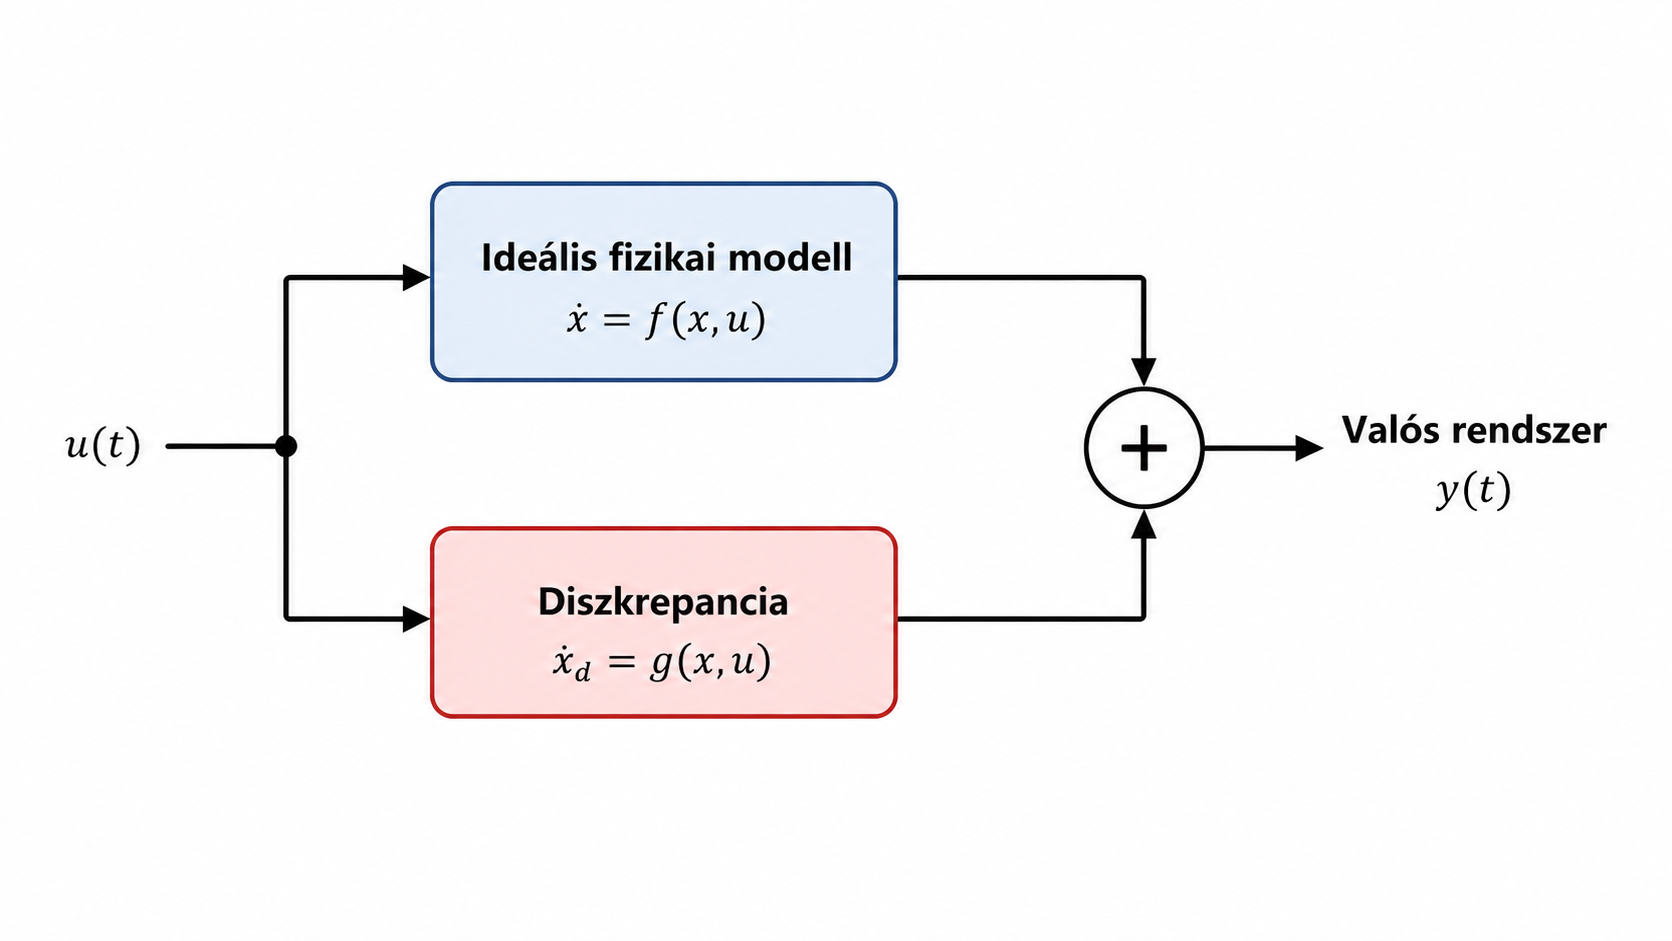 Ideális fizikai modell
ẋ = f(x, u)
u(t)
+
Valós rendszer
y(t)
Diszkrepancia
ẋ_d = g(x, u)